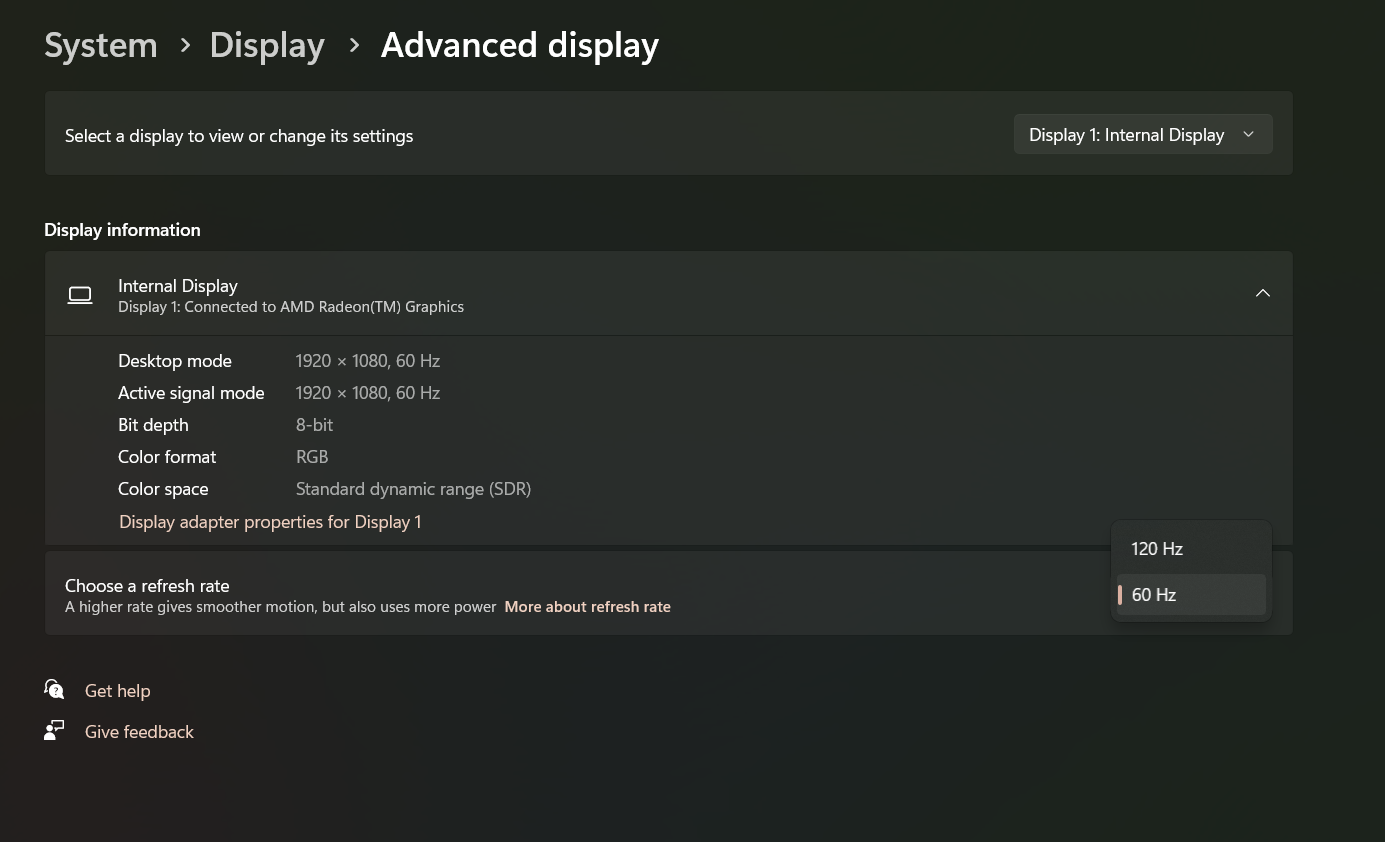 System > Display > Advanced display
Select a display to view or change its settings
Display 1: Internal Display
Display information
Internal Display
Display 1: Connected to AMD Radeon(TM) Graphics
Desktop mode 1920 × 1080, 60 Hz
Active signal mode 1920 × 1080, 60 Hz
Bit depth 8-bit
Color format RGB
Color space Standard dynamic range (SDR)
Display adapter properties for Display 1
Choose a refresh rate
A higher rate gives smoother motion, but also uses more power More about refresh rate
120 Hz
60 Hz
Get help
Give feedback